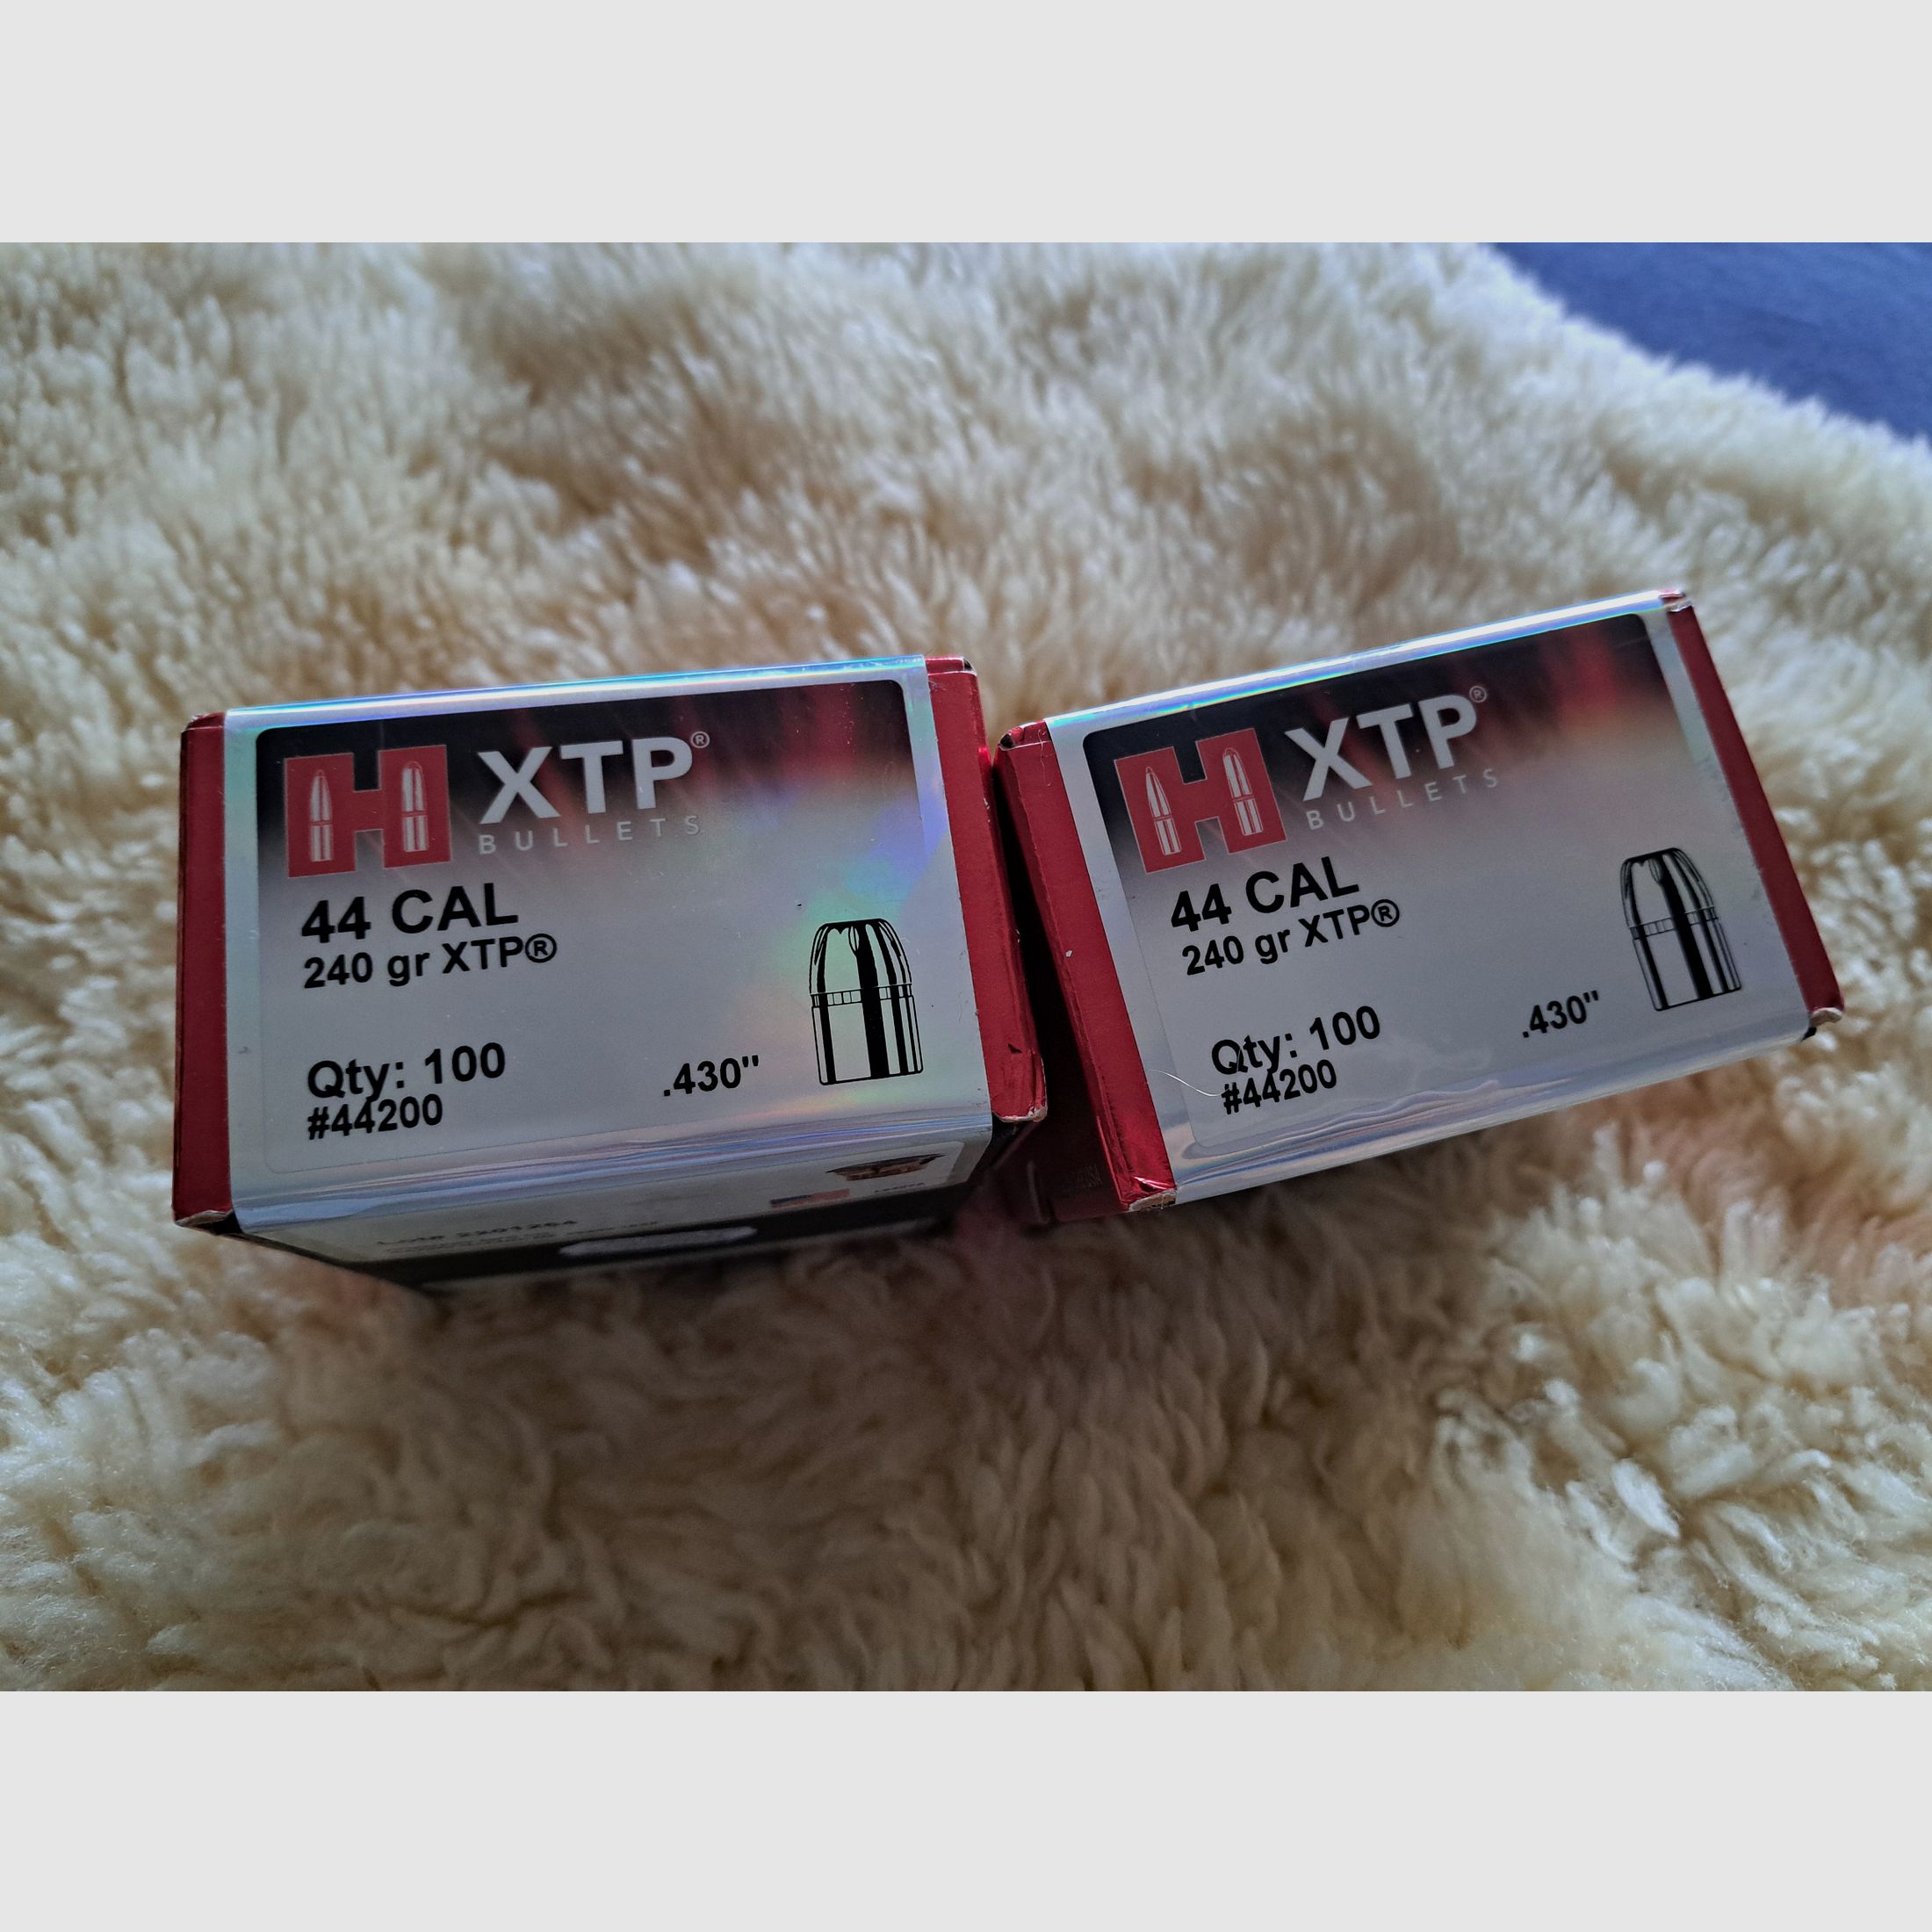 H XTP®
BULLETS
44 CAL
240 gr XTP®
Qty: 100
#44200
.430"
H XTP®
BULLETS
44 CAL
240 gr XTP®
Qty: 100
#44200
.430"